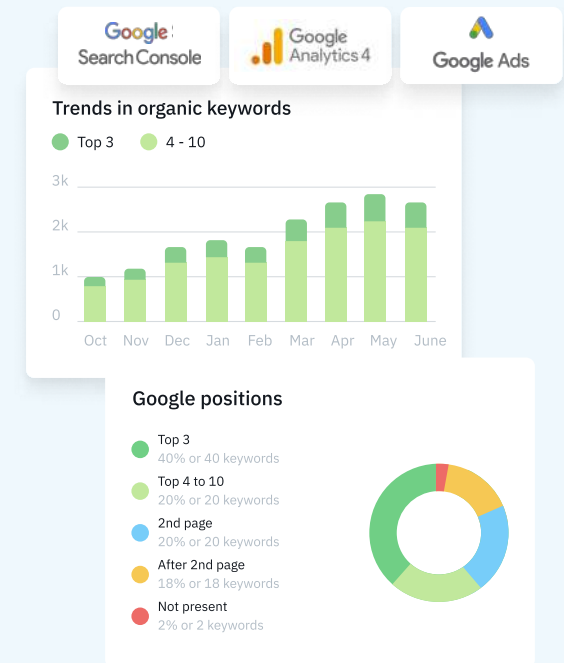 Google
Search Console
Google
Analytics 4
Google Ads
Trends in organic keywords
Top 3
4 - 10
3k
2k
1k
0
Oct Nov Dec Jan Feb Mar Apr May June
Google positions
Top 3
40% or 40 keywords
Top 4 to 10
20% or 20 keywords
2nd page
20% or 20 keywords
After 2nd page
18% or 18 keywords
Not present
2% or 2 keywords